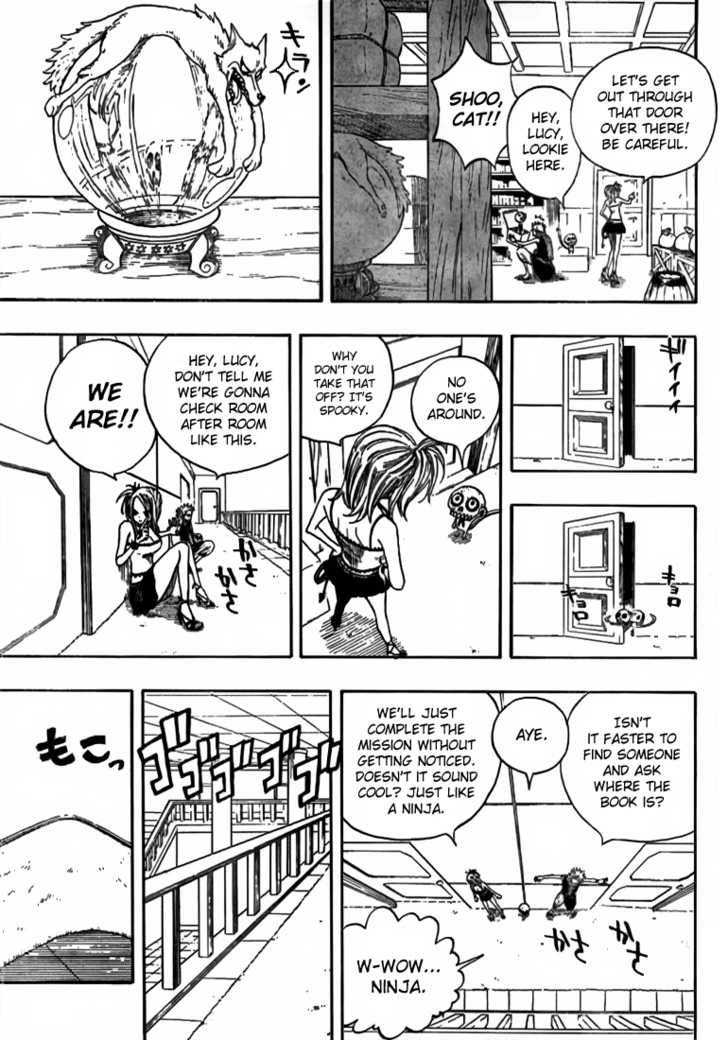 LET'S GET
OUT THROUGH
THAT DOOR
OVER THERE!
BE CAREFUL.
HEY,
LUCY,
LOOKIE
HERE.
SHOO,
CAT!!
キラン
ギイイイ
キョロ
キョロ
NO
ONE'S
AROUND.
WHY
DON'T YOU
TAKE THAT
OFF? IT'S
SPOOKY.
HEY, LUCY,
DON'T TELL ME
WE'RE GONNA
CHECK ROOM
AFTER ROOM
LIKE THIS.
WE
ARE!!
かさ
かさ
ISN'T
IT FASTER TO
FIND SOMEONE
AND ASK
WHERE THE
BOOK IS?
AYE.
WE'LL JUST
COMPLETE THE
MISSION WITHOUT
GETTING NOTICED.
DOESN'T IT SOUND
COOL? JUST LIKE
A NINJA.
かさ
かさ
W-WOW...
NINJA.
ゴゴゴゴゴ
もこっ